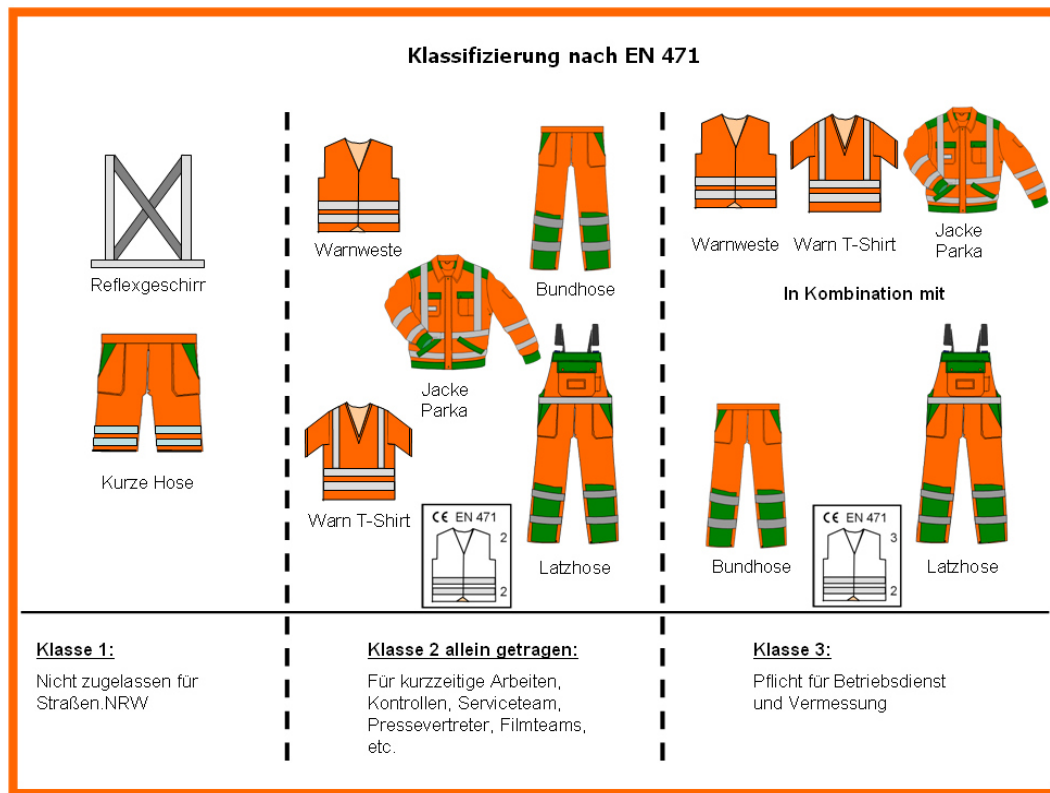 Klassifizierung nach EN 471
Reflexgeschirr
Kurze Hose
Warnweste
Bundhose
Jacke
Parka
Warn T-Shirt
Latzhose
CE EN 471
2
2
Warnweste
Warn T-Shirt
Jacke
Parka
In Kombination mit
Bundhose
Latzhose
CE EN 471
3
2
Klasse 1:
Nicht zugelassen für
Straßen.NRW
Klasse 2 allein getragen:
Für kurzzeitige Arbeiten,
Kontrollen, Serviceteam,
Pressevertreter, Filmteams,
etc.
Klasse 3:
Pflicht für Betriebsdienst
und Vermessung